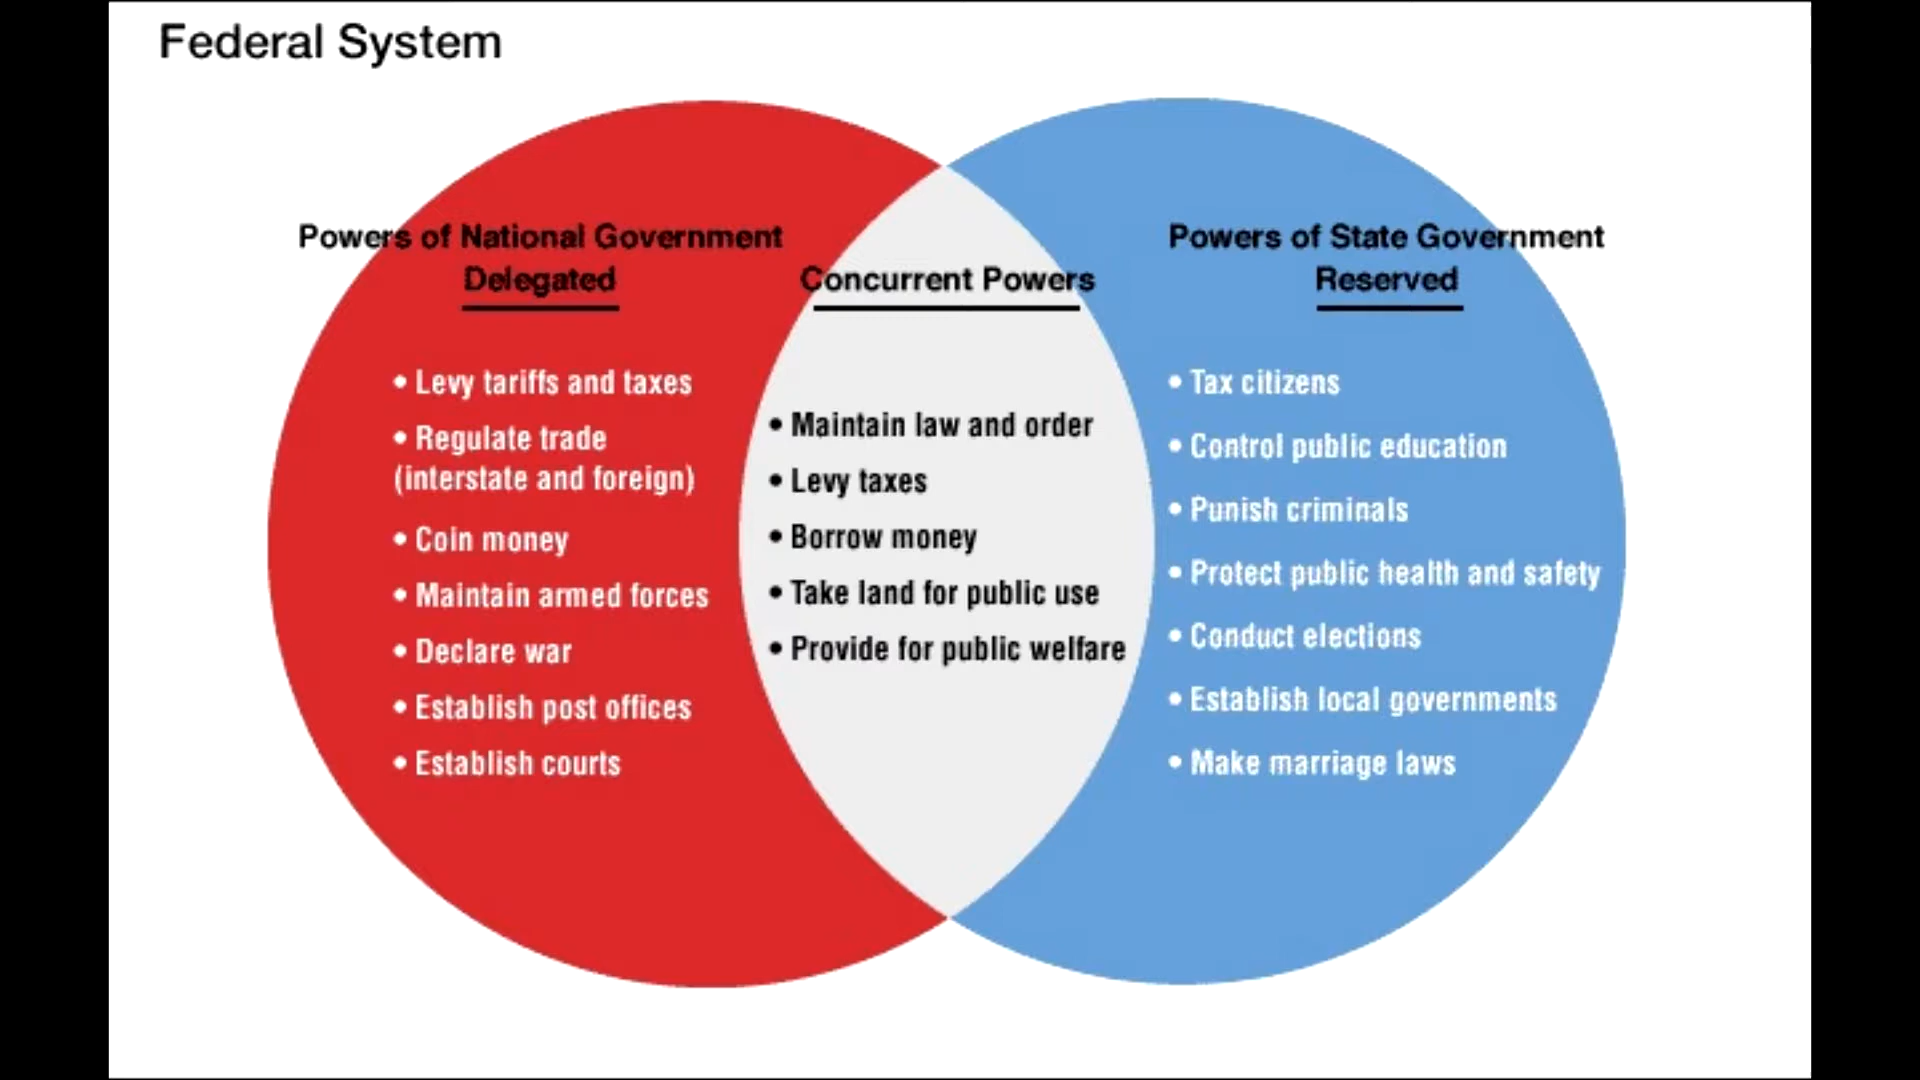 Federal System
Powers of National Government
Delegated
• Levy tariffs and taxes
• Regulate trade
(interstate and foreign)
• Coin money
• Maintain armed forces
• Declare war
• Establish post offices
• Establish courts
Concurrent Powers
• Maintain law and order
• Levy taxes
• Borrow money
• Take land for public use
• Provide for public welfare
Powers of State Government
Reserved
• Tax citizens
• Control public education
• Punish criminals
• Protect public health and safety
• Conduct elections
• Establish local governments
• Make marriage laws